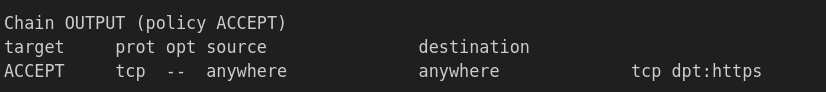 Chain OUTPUT (policy ACCEPT)
target     prot opt source               destination
ACCEPT     tcp  --  anywhere             anywhere             tcp dpt:https